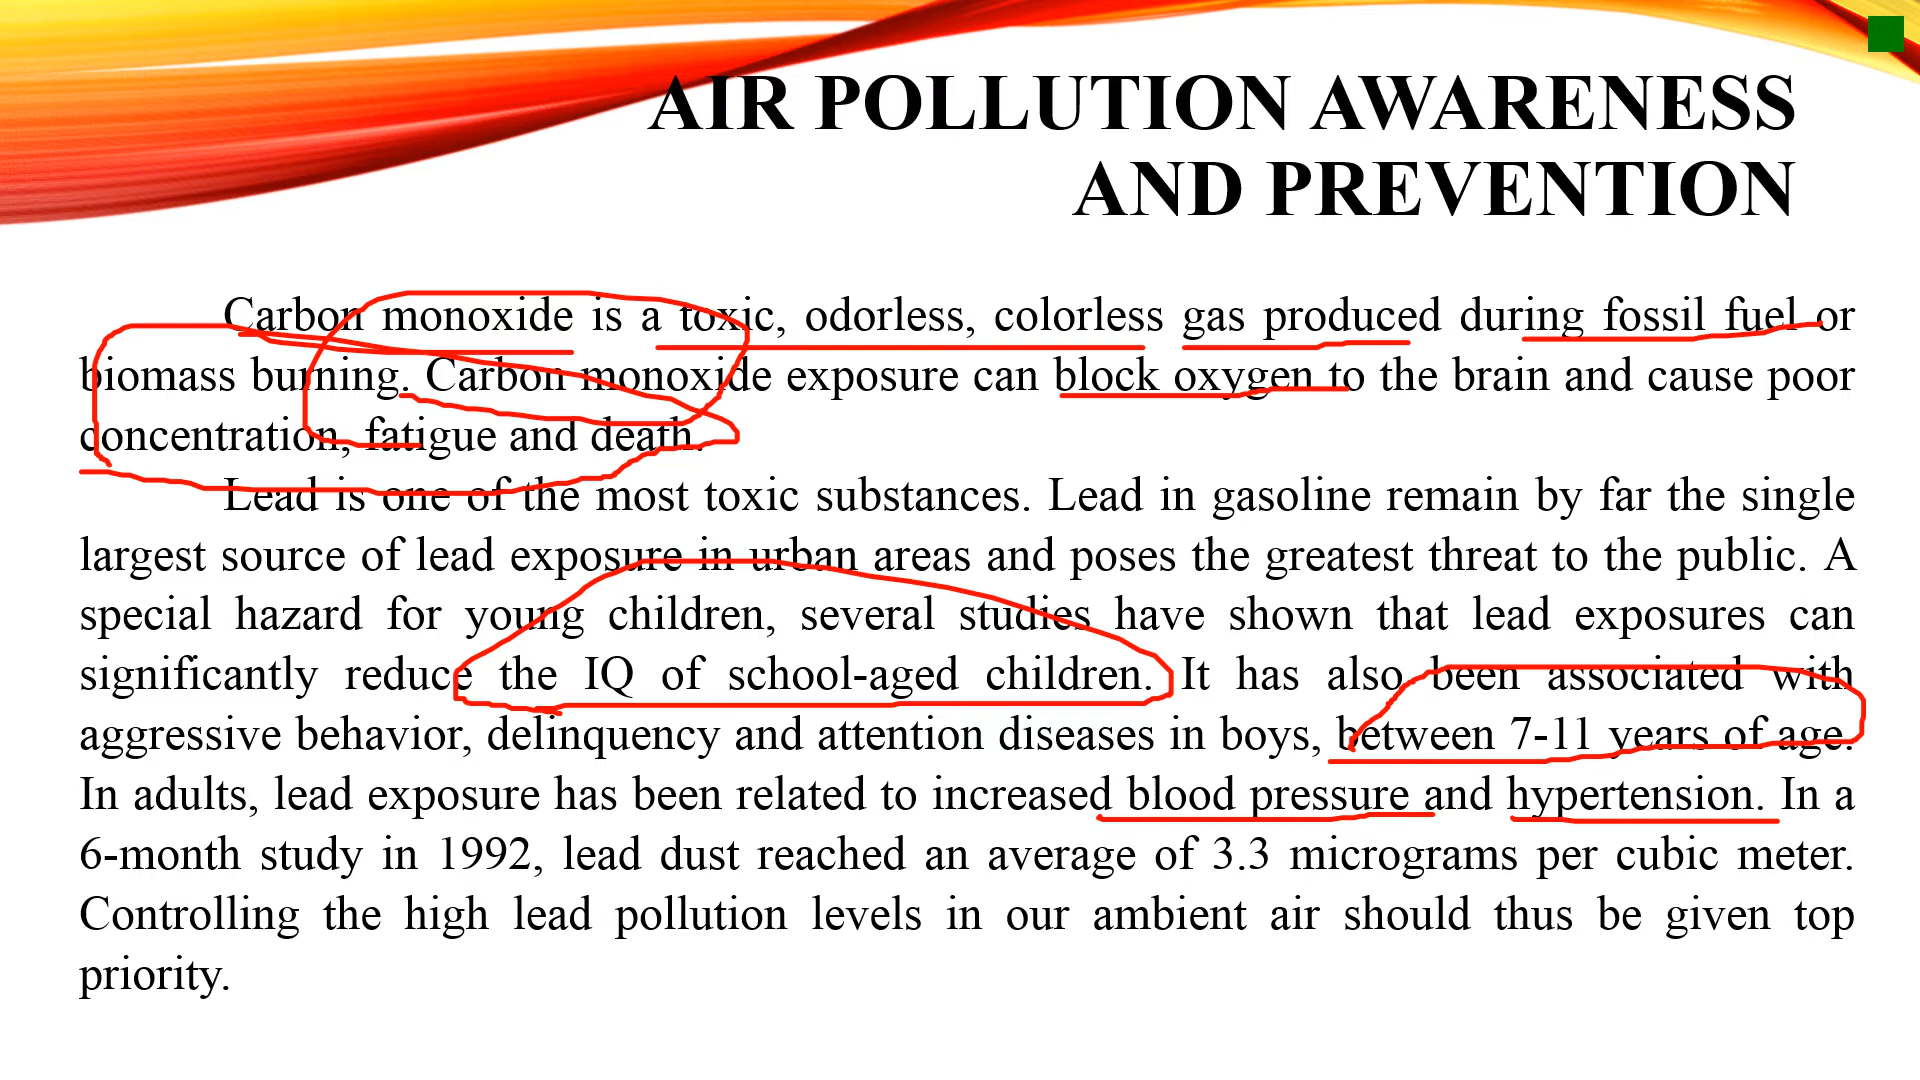 AIR POLLUTION AWARENESS
AND PREVENTION
Carbon monoxide is a toxic, odorless, colorless gas produced during fossil fuel or
biomass burning. Carbon monoxide exposure can block oxygen to the brain and cause poor
concentration, fatigue and death.
Lead is one of the most toxic substances. Lead in gasoline remain by far the single
largest source of lead exposure in urban areas and poses the greatest threat to the public. A
special hazard for young children, several studies have shown that lead exposures can
significantly reduce the IQ of school-aged children. It has also been associated with
aggressive behavior, delinquency and attention diseases in boys, between 7-11 years of age.
In adults, lead exposure has been related to increased blood pressure and hypertension. In a
6-month study in 1992, lead dust reached an average of 3.3 micrograms per cubic meter.
Controlling the high lead pollution levels in our ambient air should thus be given top
priority.